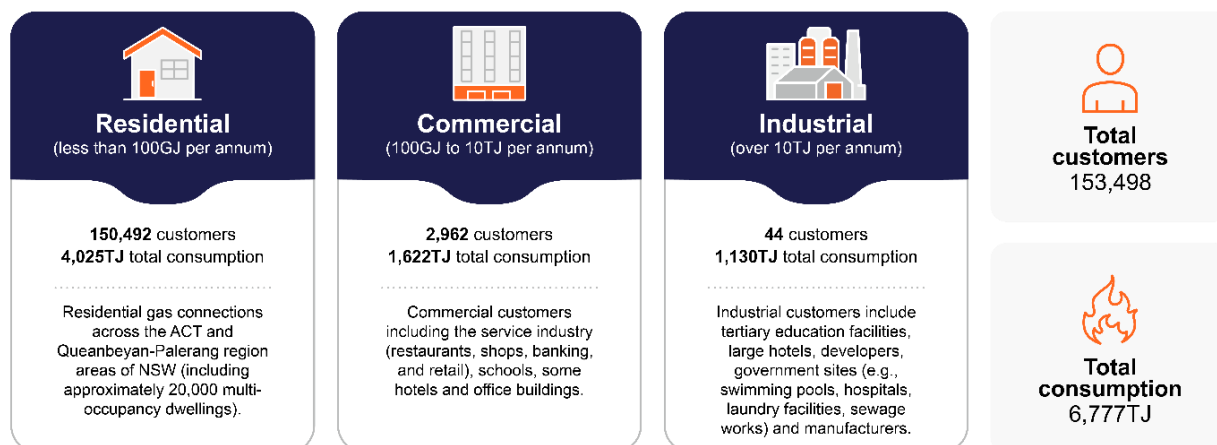 Residential
(less than 100GJ per annum)
150,492 customers
4,025TJ total consumption
Residential gas connections
across the ACT and
Queanbeyan-Palerang region
areas of NSW (including
approximately 20,000 multi-
occupancy dwellings).
Commercial
(100GJ to 10TJ per annum)
2,962 customers
1,622TJ total consumption
Commercial customers
including the service industry
(restaurants, shops, banking,
and retail), schools, some
hotels and office buildings.
Industrial
(over 10TJ per annum)
44 customers
1,130TJ total consumption
Industrial customers include
tertiary education facilities,
large hotels, developers,
government sites (e.g.,
swimming pools, hospitals,
laundry facilities, sewage
works) and manufacturers.
Total
customers
153,498
Total
consumption
6,777TJ